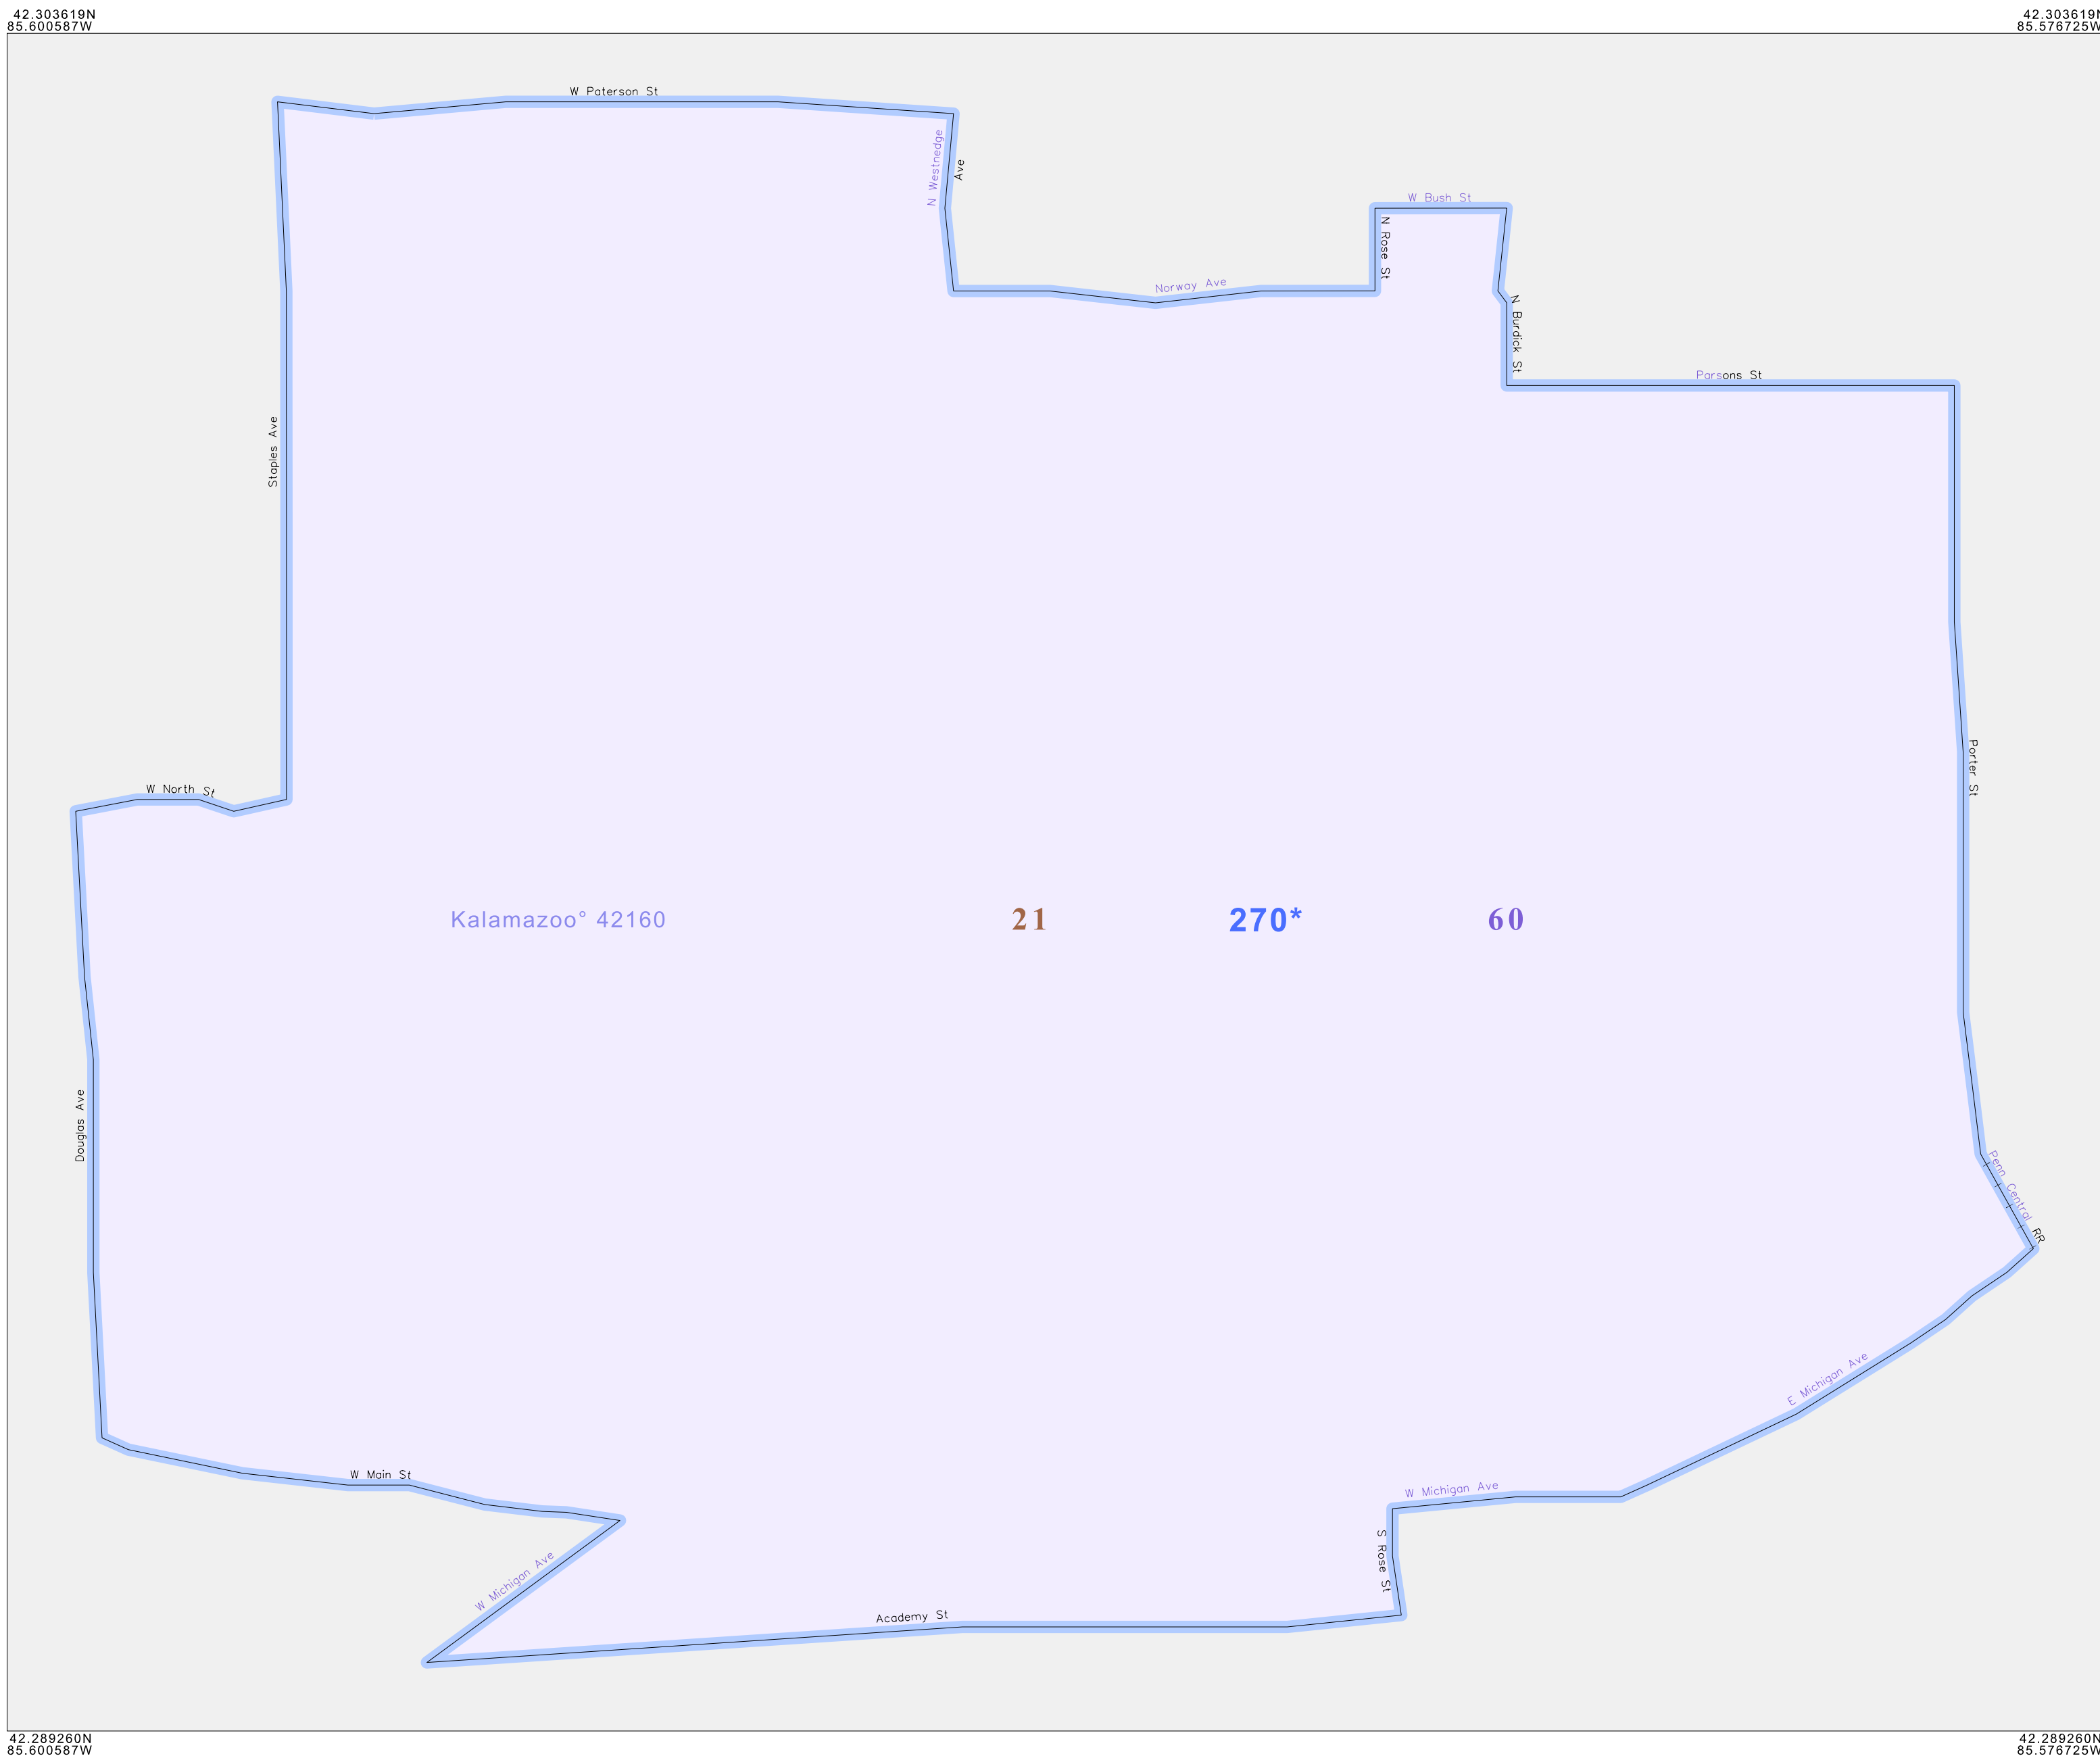 42.303619N
85.600587W
42.303619N
85.576725W
W Paterson St
N Westnedge Ave
W Bush St
N Rose St
Norway Ave
N Burdick St
Parsons St
Staples Ave
Porter St
W North St
Kalamazoo° 42160
21
270*
60
Douglas Ave
Penn Central RR
E Michigan Ave
W Main St
W Michigan Ave
S Rose St
W Michigan Ave
Academy St
42.289260N
85.600587W
42.289260N
85.576725W